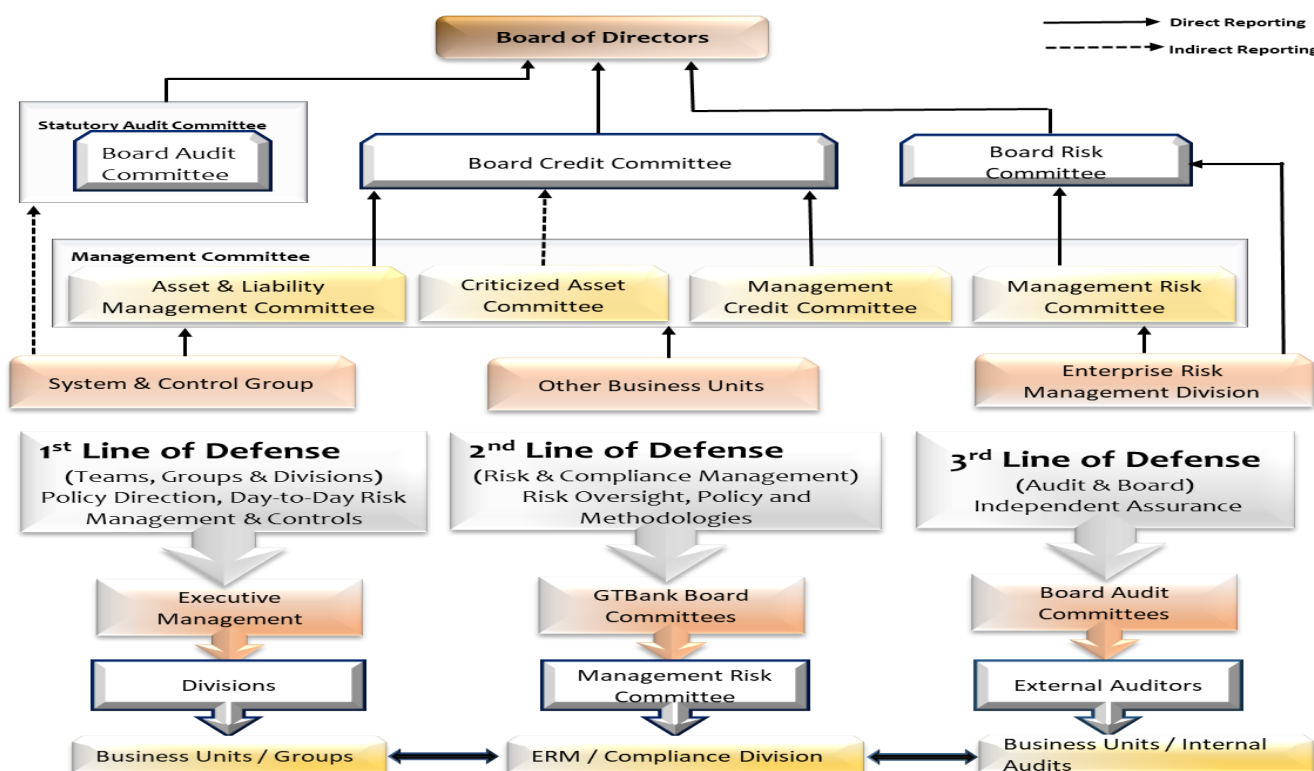 Board of Directors
Direct Reporting
Indirect Reporting
Statutory Audit Committee
Board Audit
Committee
Board Credit Committee
Board Risk
Committee
Management Committee
Asset & Liability
Management Committee
Criticized Asset
Committee
Management
Credit Committee
Management Risk
Committee
System & Control Group
Other Business Units
Enterprise Risk
Management Division
1st Line of Defense
(Teams, Groups & Divisions)
Policy Direction, Day-to-Day Risk
Management & Controls
2nd Line of Defense
(Risk & Compliance Management)
Risk Oversight, Policy and
Methodologies
3rd Line of Defense
(Audit & Board)
Independent Assurance
Executive
Management
GTBank Board
Committees
Board Audit
Committees
Divisions
Management Risk
Committee
External Auditors
Business Units / Groups
ERM / Compliance Division
Business Units / Internal
Audits